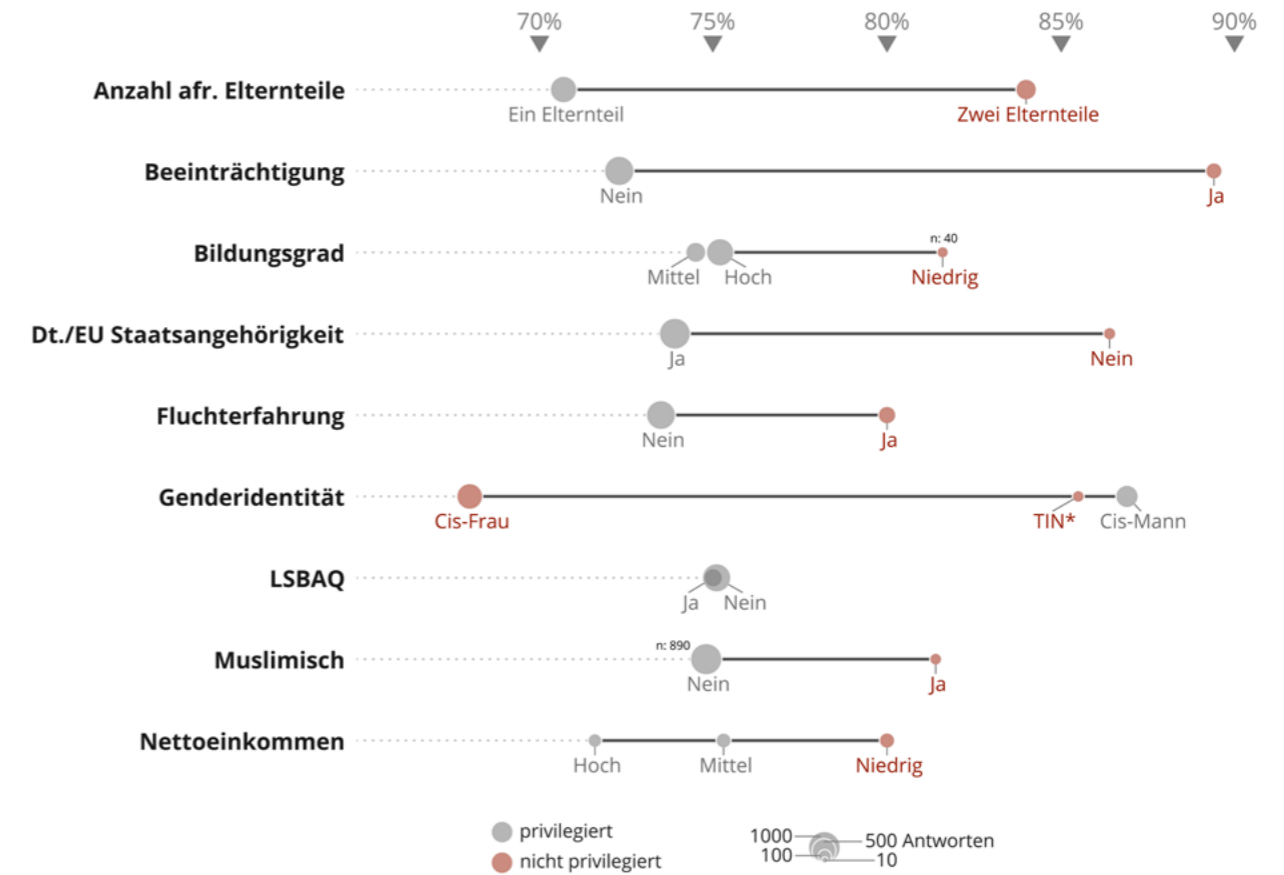 70% 75% 80% 85% 90%
Anzahl afr. Elternteile
Ein Elternteil Zwei Elternteile
Beeinträchtigung
Nein Ja
n: 40
Bildungsgrad
Mittel Hoch Niedrig
Dt./EU Staatsangehörigkeit
Ja Nein
Fluchterfahrung
Nein Ja
Genderidentität
Cis-Frau TIN* Cis-Mann
LSBAQ
Ja Nein
n: 890
Muslimisch
Nein Ja
Nettoeinkommen
Hoch Mittel Niedrig
privilegiert
nicht privilegiert
1000 500 Antworten
100 10